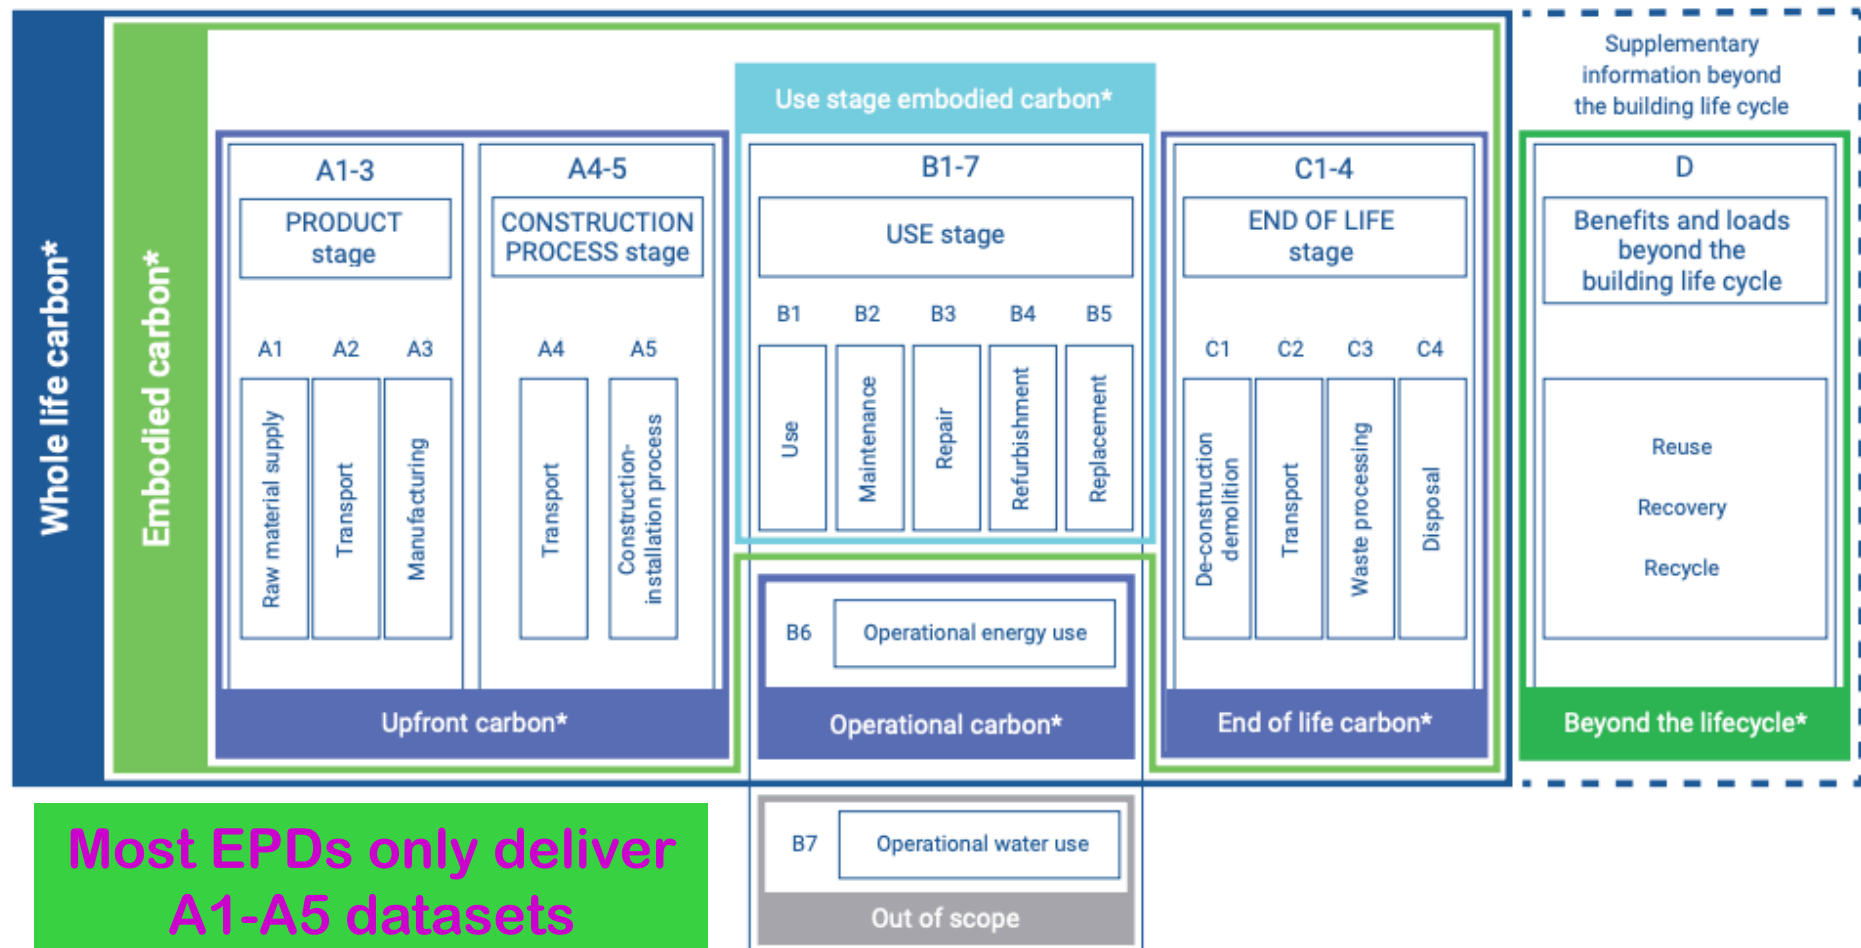 Whole life carbon*
Embodied carbon*
Use stage embodied carbon*
Supplementary
information beyond
the building life cycle
A1-3
PRODUCT
stage
A1
A2
A3
Raw material supply
Transport
Manufacturing
A4-5
CONSTRUCTION
PROCESS stage
A4
A5
Transport
Construction-
installation process
Upfront carbon*
B1-7
USE stage
B1
B2
B3
B4
B5
Use
Maintenance
Repair
Refurbishment
Replacement
B6
Operational energy use
Operational carbon*
B7
Operational water use
Out of scope
C1-4
END OF LIFE
stage
C1
C2
C3
C4
De-construction
demolition
Transport
Waste processing
Disposal
End of life carbon*
D
Benefits and loads
beyond the
building life cycle
Reuse
Recovery
Recycle
Beyond the lifecycle*
Most EPDs only deliver
A1-A5 datasets